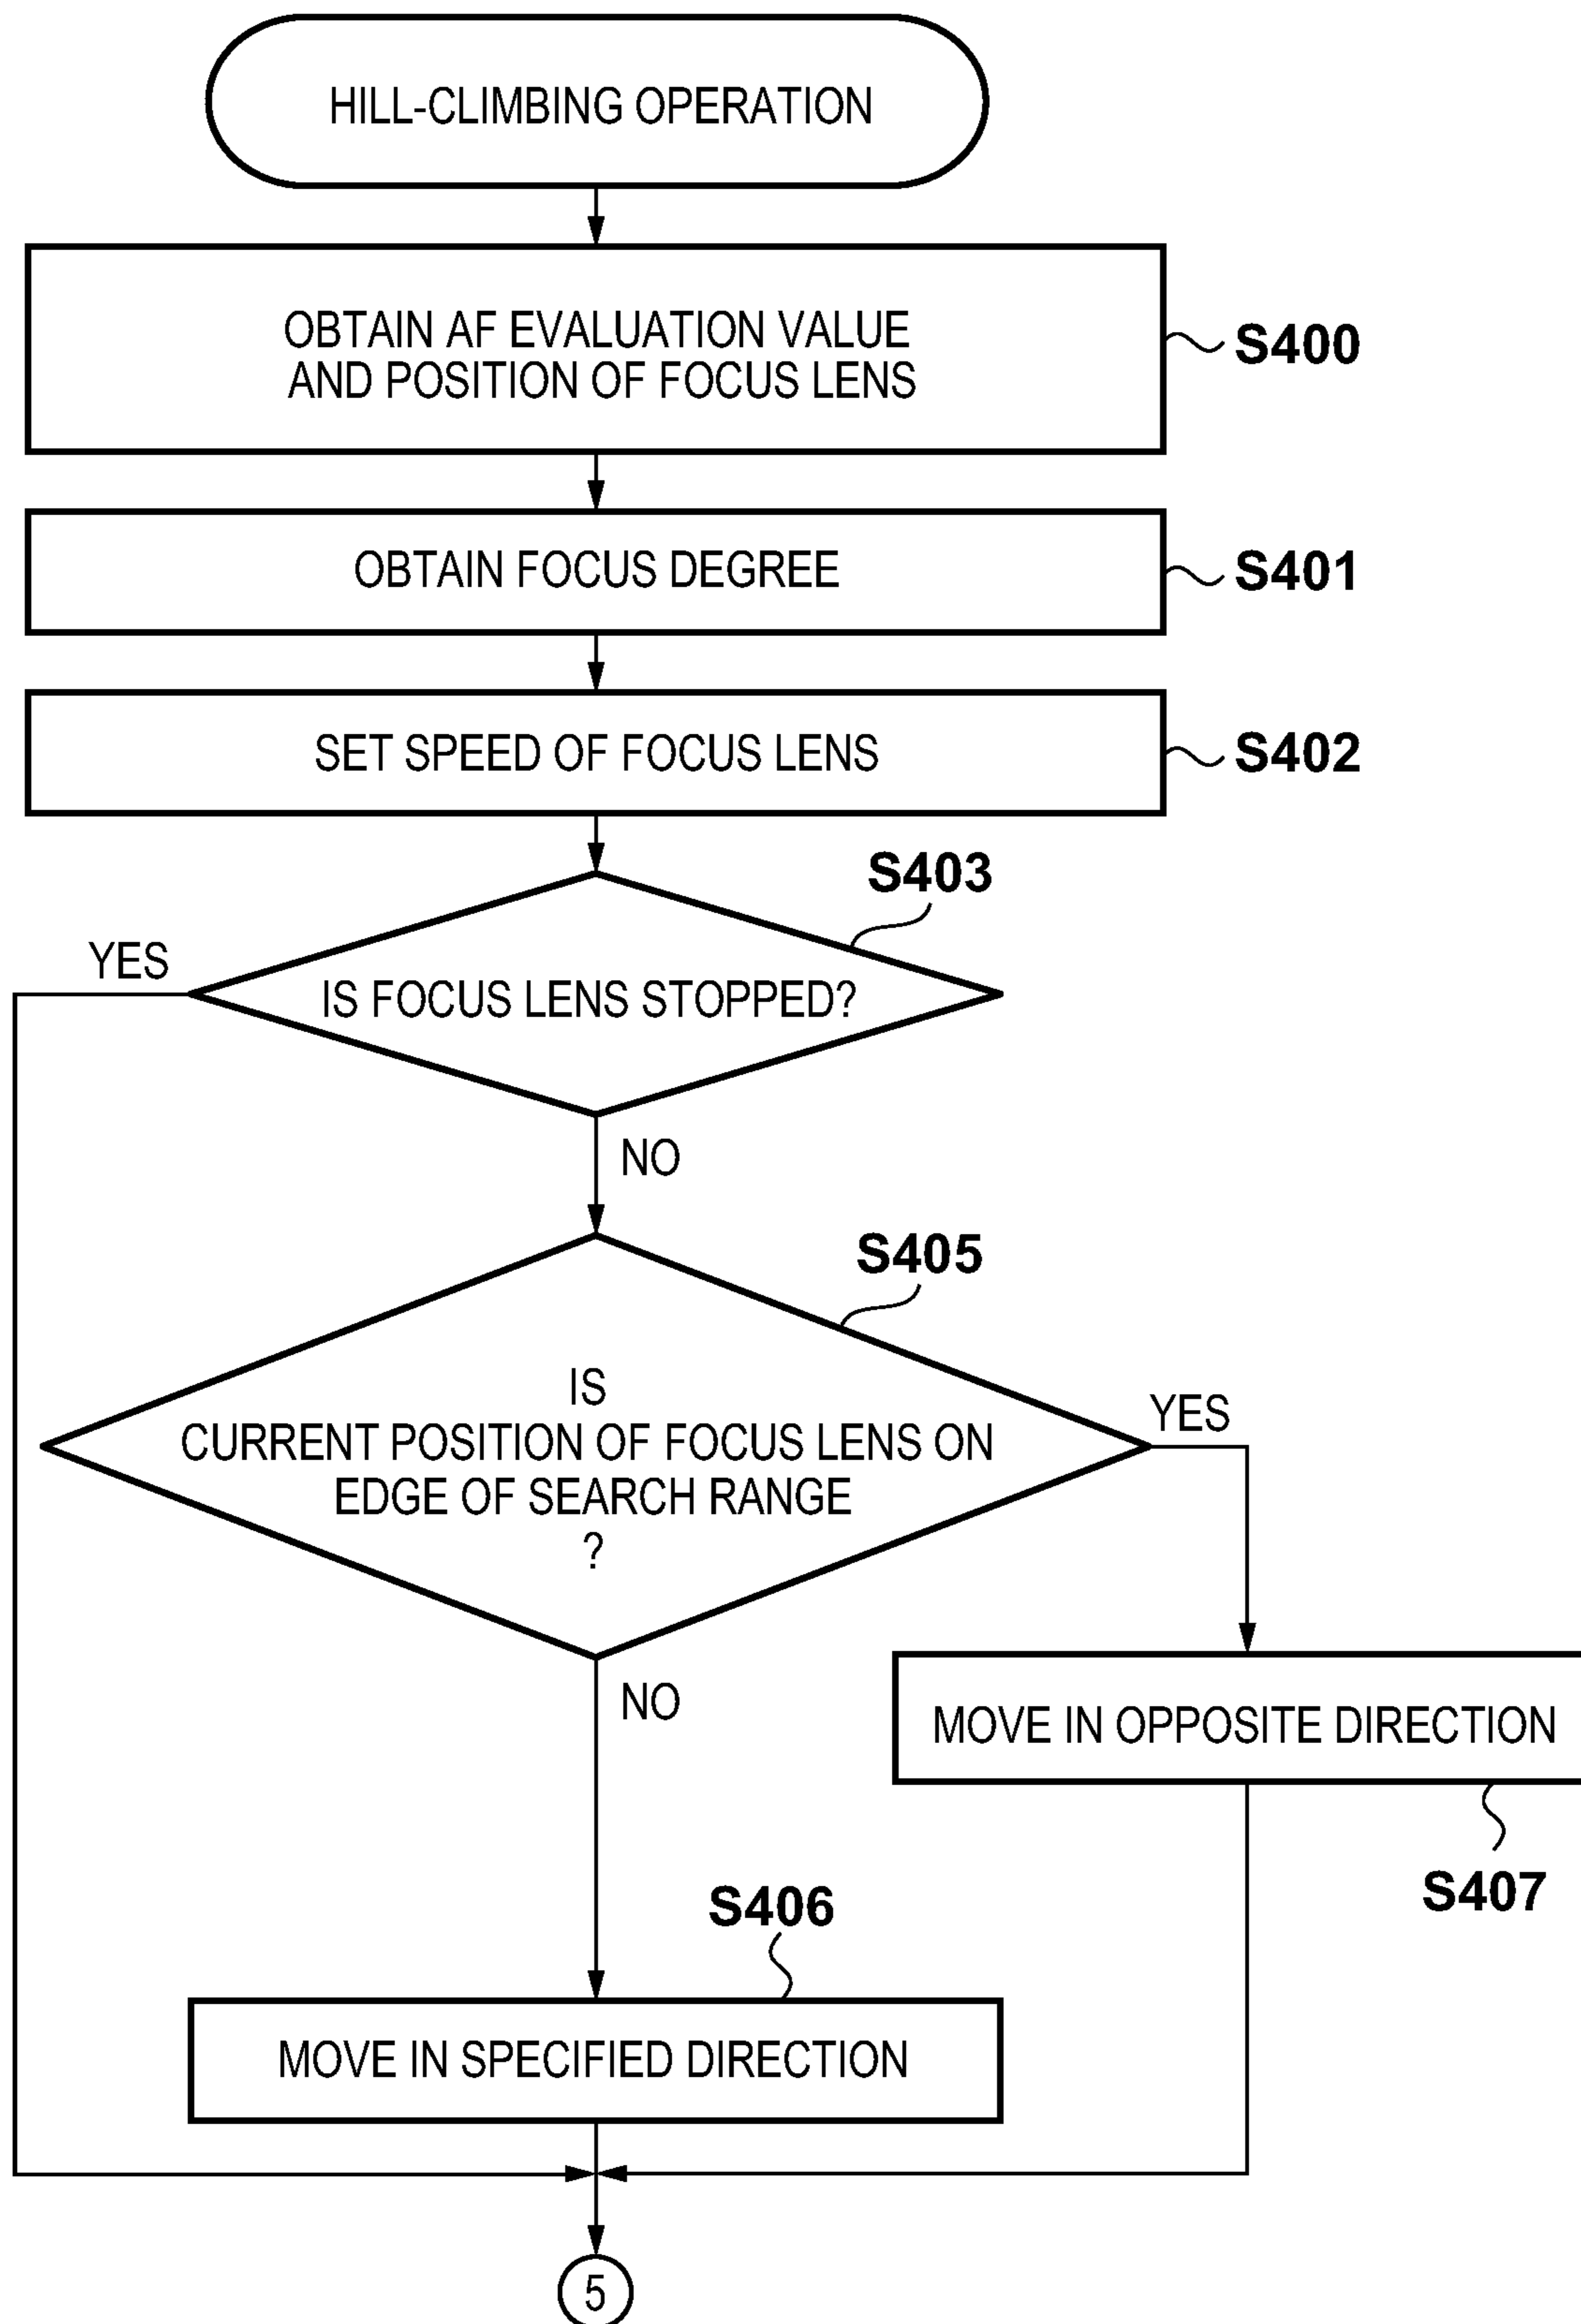 HILL-CLIMBING OPERATION
OBTAIN AF EVALUATION VALUE
AND POSITION OF FOCUS LENS
S400
OBTAIN FOCUS DEGREE
S401
SET SPEED OF FOCUS LENS
S402
S403
YES
IS FOCUS LENS STOPPED?
NO
S405
IS
CURRENT POSITION OF FOCUS LENS ON
EDGE OF SEARCH RANGE
?
YES
NO
MOVE IN OPPOSITE DIRECTION
S407
S406
MOVE IN SPECIFIED DIRECTION
5